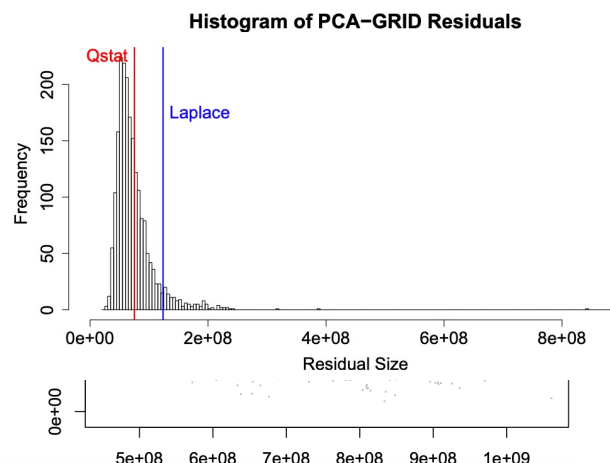 Histogram of PCA−GRID Residuals
Qstat
Laplace
Frequency
200
150
100
50
0
0e+00 2e+08 4e+08 6e+08 8e+08
Residual Size
0e+00
5e+08 6e+08 7e+08 8e+08 9e+08 1e+09